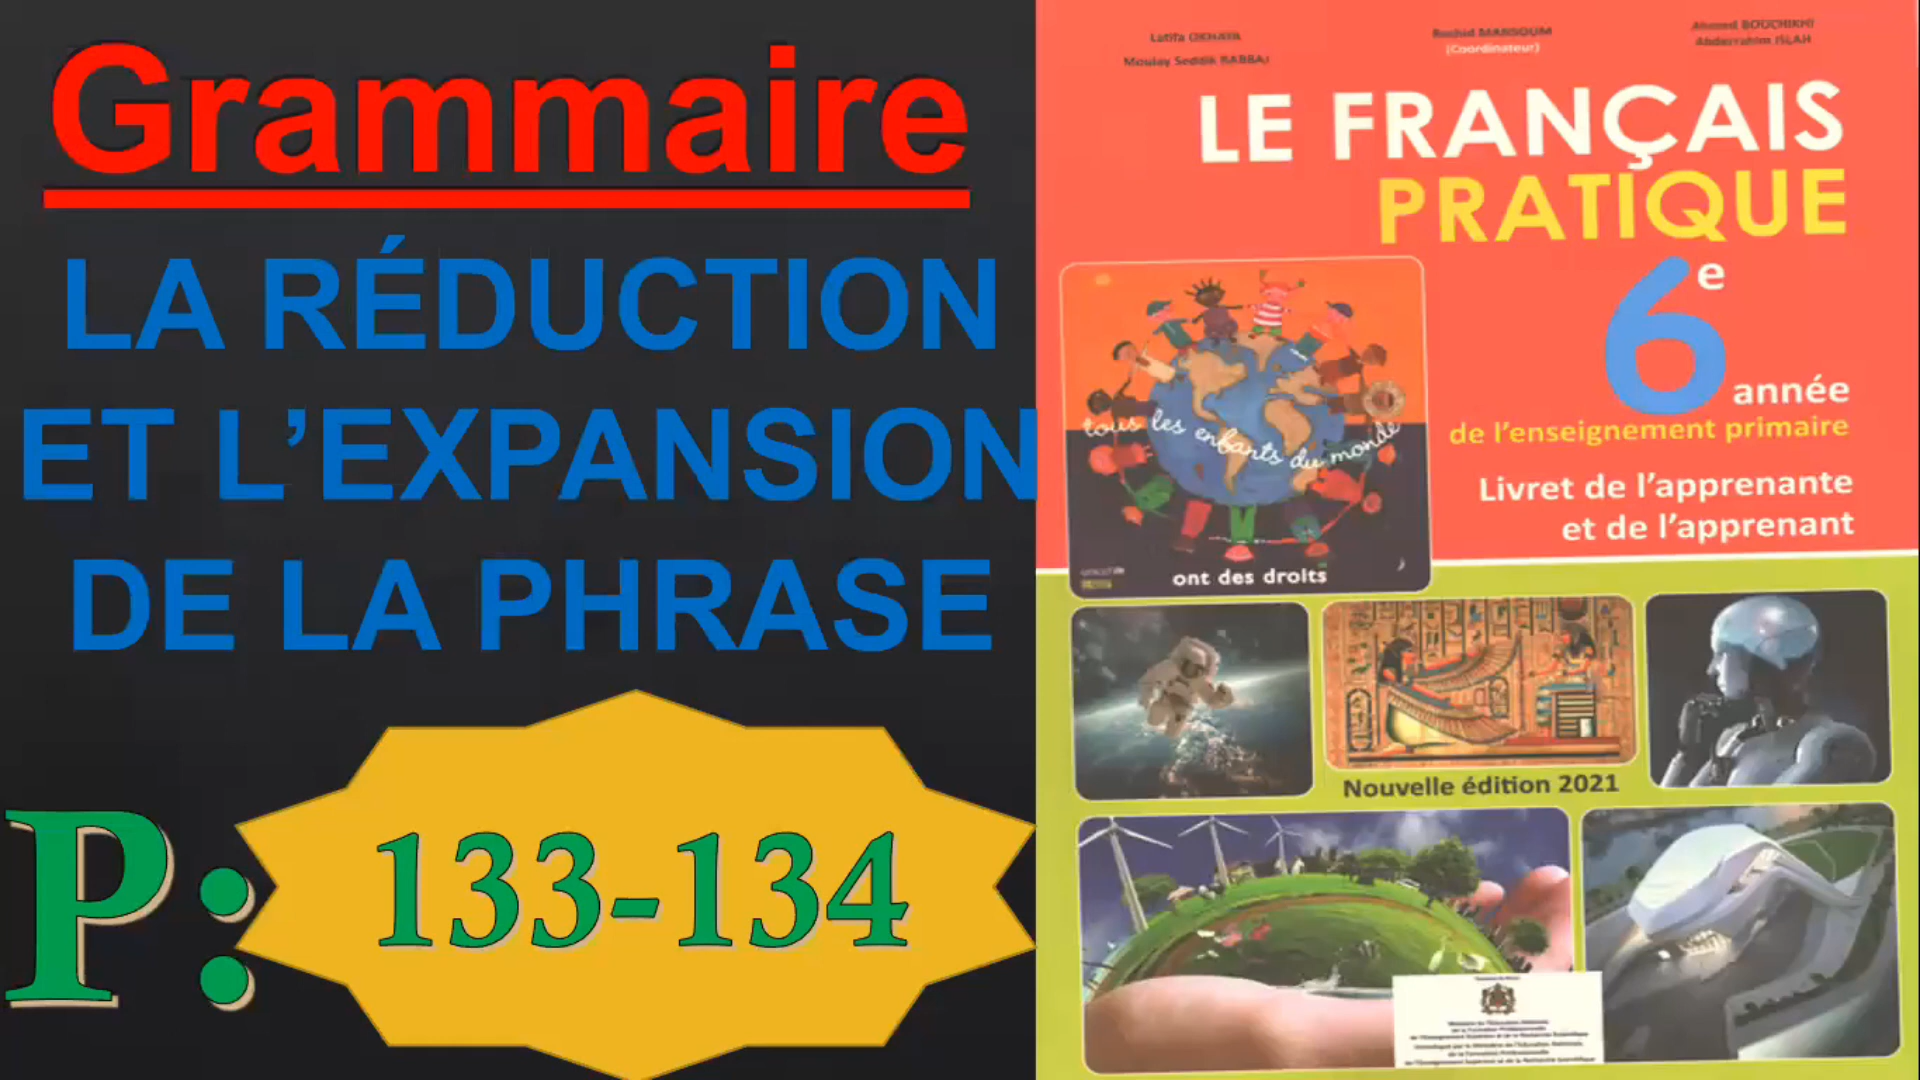 Grammaire
LA RÉDUCTION
ET L’EXPANSION
DE LA PHRASE
P:
133-134
Latifa
Rachid MANSOUM
Ahmed BOUCHIKHI
(Coordinateur)
Abderrahim ISLAH
Moulay Seddik RABBAJ
LE FRANÇAIS
PRATIQUE
6e
année
de l’enseignement primaire
Livret de l’apprenante
et de l’apprenant
tous les enfants du monde
ont des droits
Nouvelle édition 2021